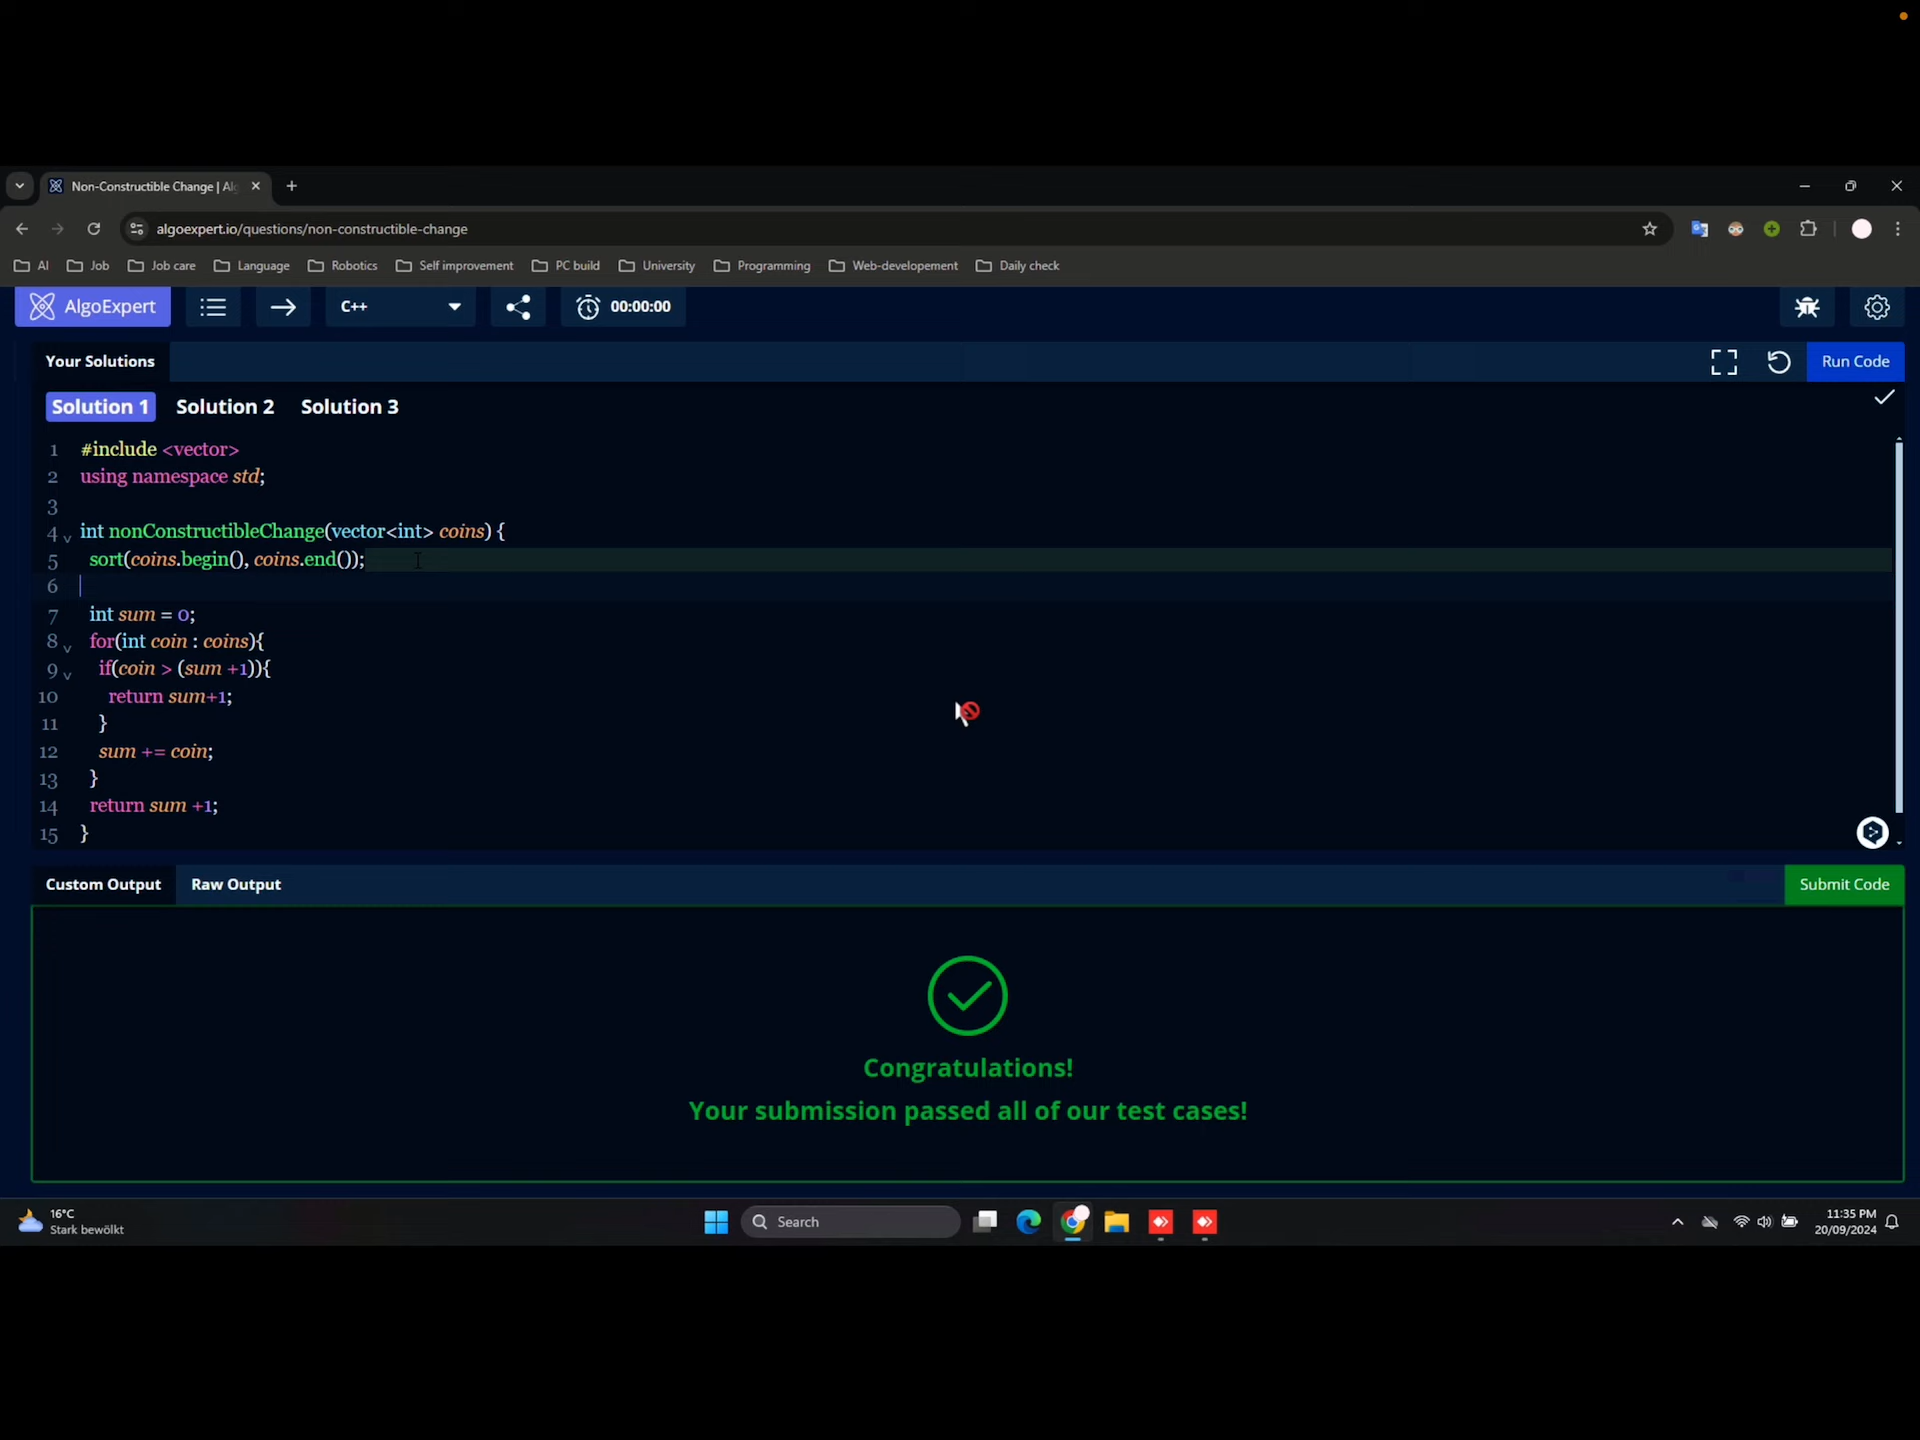 Non-Constructible Change | Al
algoexpert.io/questions/non-constructible-change
AI Job Job care Language Robotics Self improvement PC build University Programming Web-developement Daily check
AlgoExpert C++ 00:00:00
Your Solutions Run Code
Solution 1 Solution 2 Solution 3
1 #include <vector>
2 using namespace std;
3
4 int nonConstructibleChange(vector<int> coins) {
5 sort(coins.begin(), coins.end());
6
7 int sum = 0;
8 for(int coin : coins){
9 if(coin > (sum +1)){
10 return sum+1;
11 }
12 sum += coin;
13 }
14 return sum +1;
15 }
Custom Output Raw Output Submit Code
Congratulations!
Your submission passed all of our test cases!
16°C
Stark bewölkt
Search
11:35 PM
20/09/2024